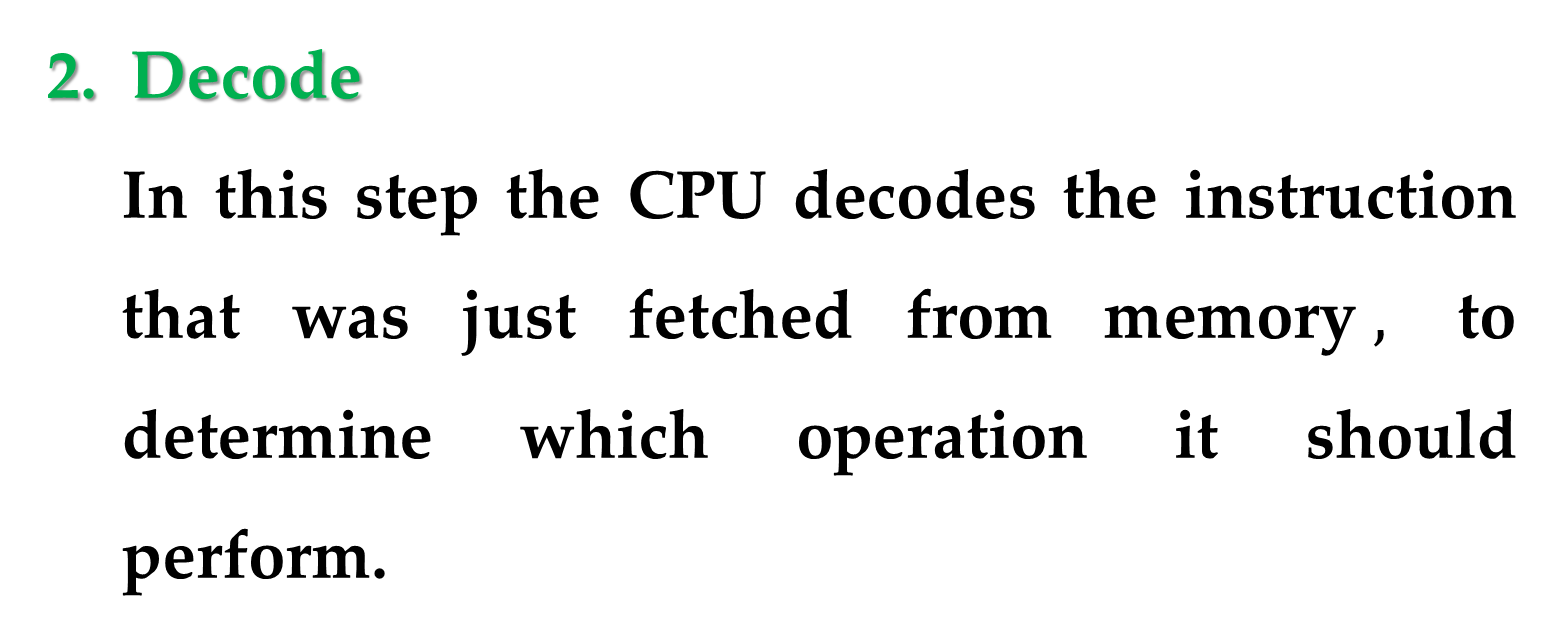 2. Decode
In this step the CPU decodes the instruction
that was just fetched from memory , to
determine which operation it should
perform.